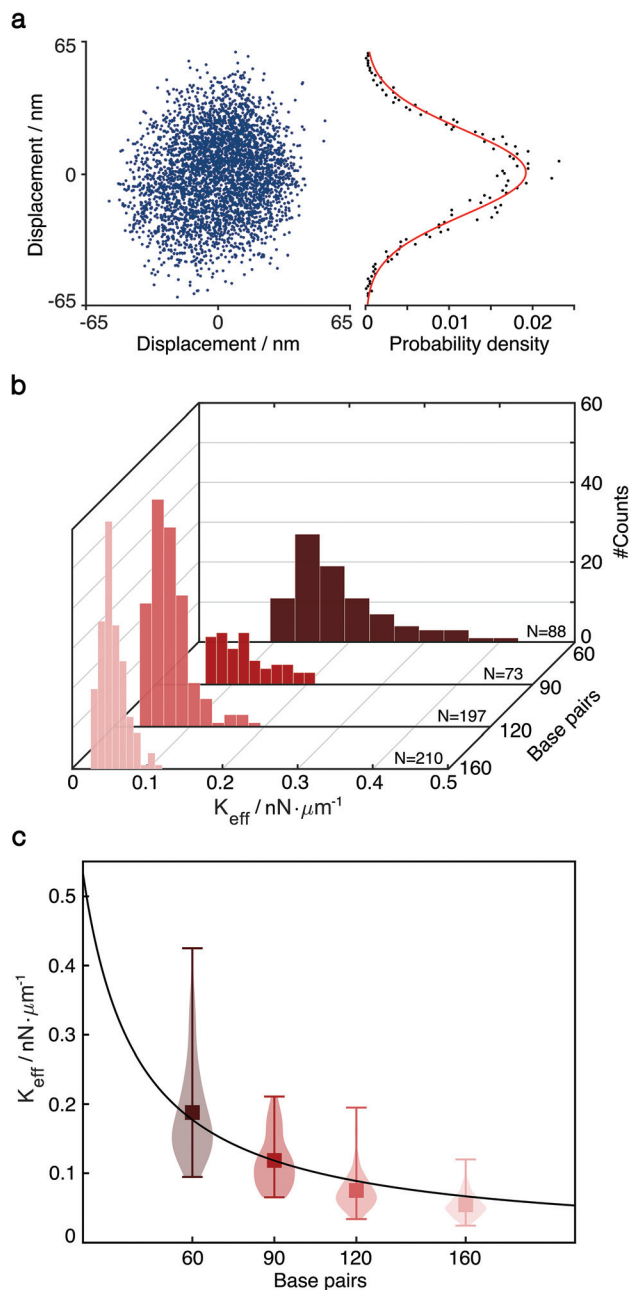 a
65
Displacement / nm
0
-65
-65
0
65
Displacement / nm
0
0.01
0.02
Probability density
b
60
40
20
0
#Counts
N=88
60
N=73
90
N=197
120
N=210
160
Base pairs
0
0.1
0.2
0.3
0.4
0.5
Keff / nN·μm-1
c
0.5
0.4
0.3
0.2
0.1
0
Keff / nN·μm-1
60
90
120
160
Base pairs